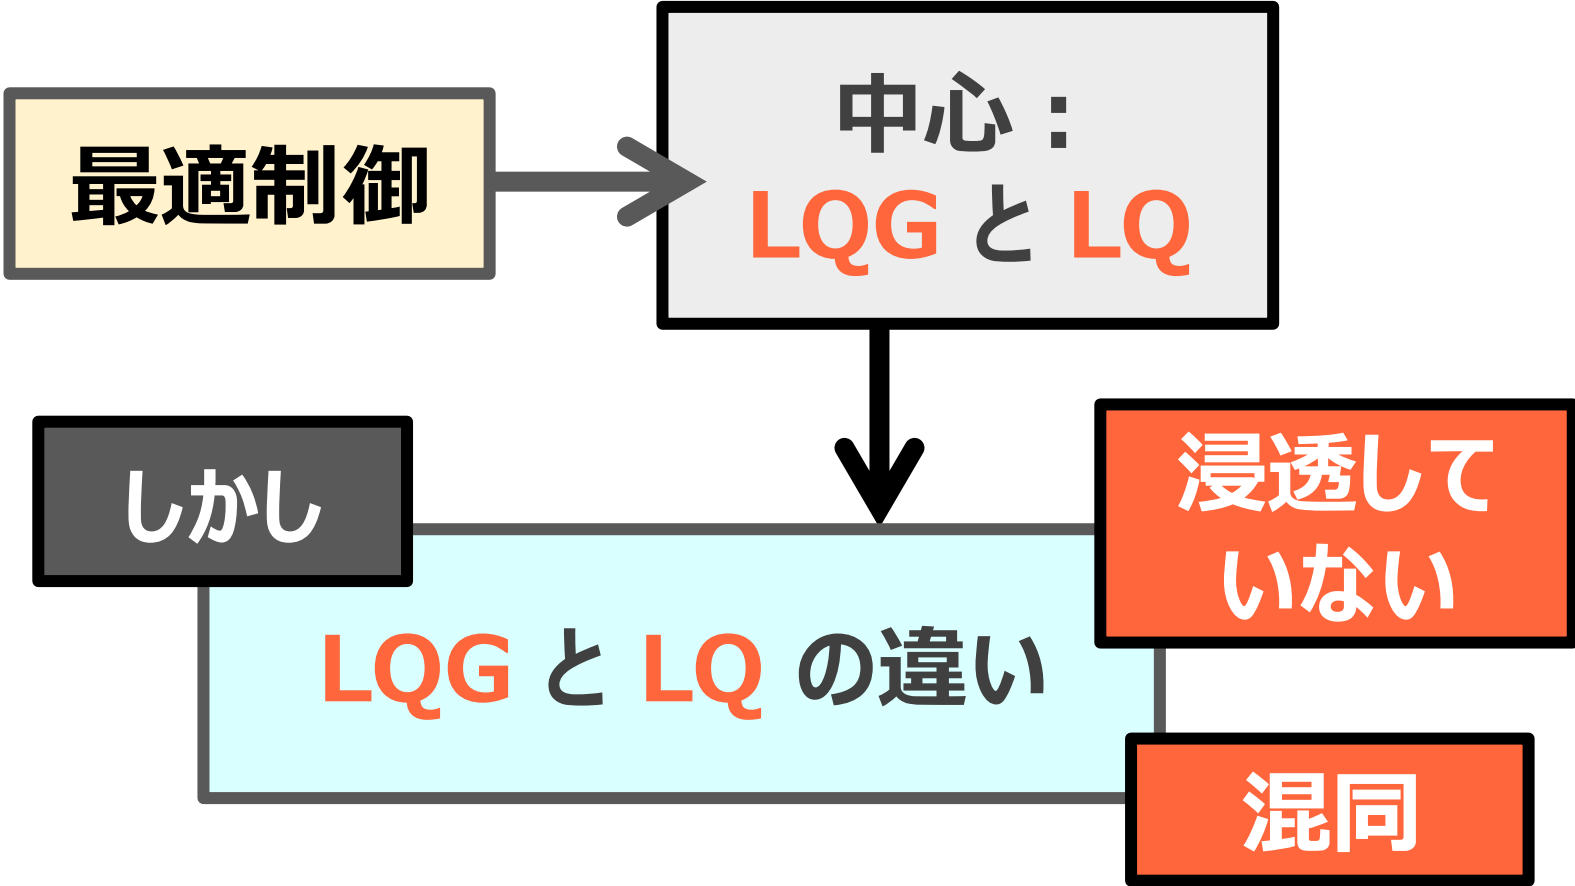 最適制御
中心：
LQG と LQ
しかし
浸透して
いない
LQG と LQ の違い
混同